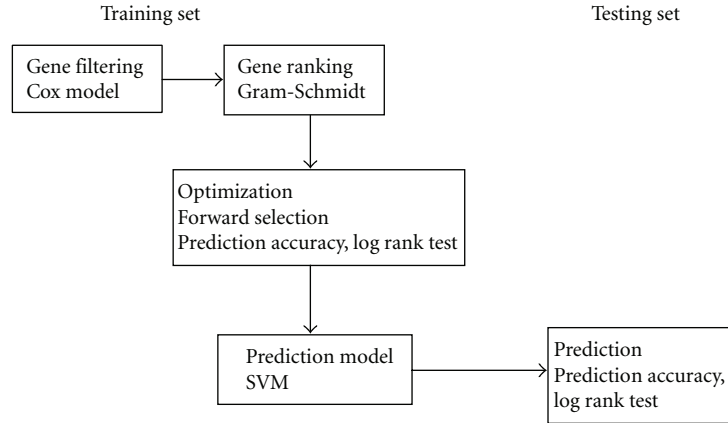 Training set
Testing set
Gene filtering
Cox model
Gene ranking
Gram-Schmidt
Optimization
Forward selection
Prediction accuracy, log rank test
Prediction model
SVM
Prediction
Prediction accuracy,
log rank test